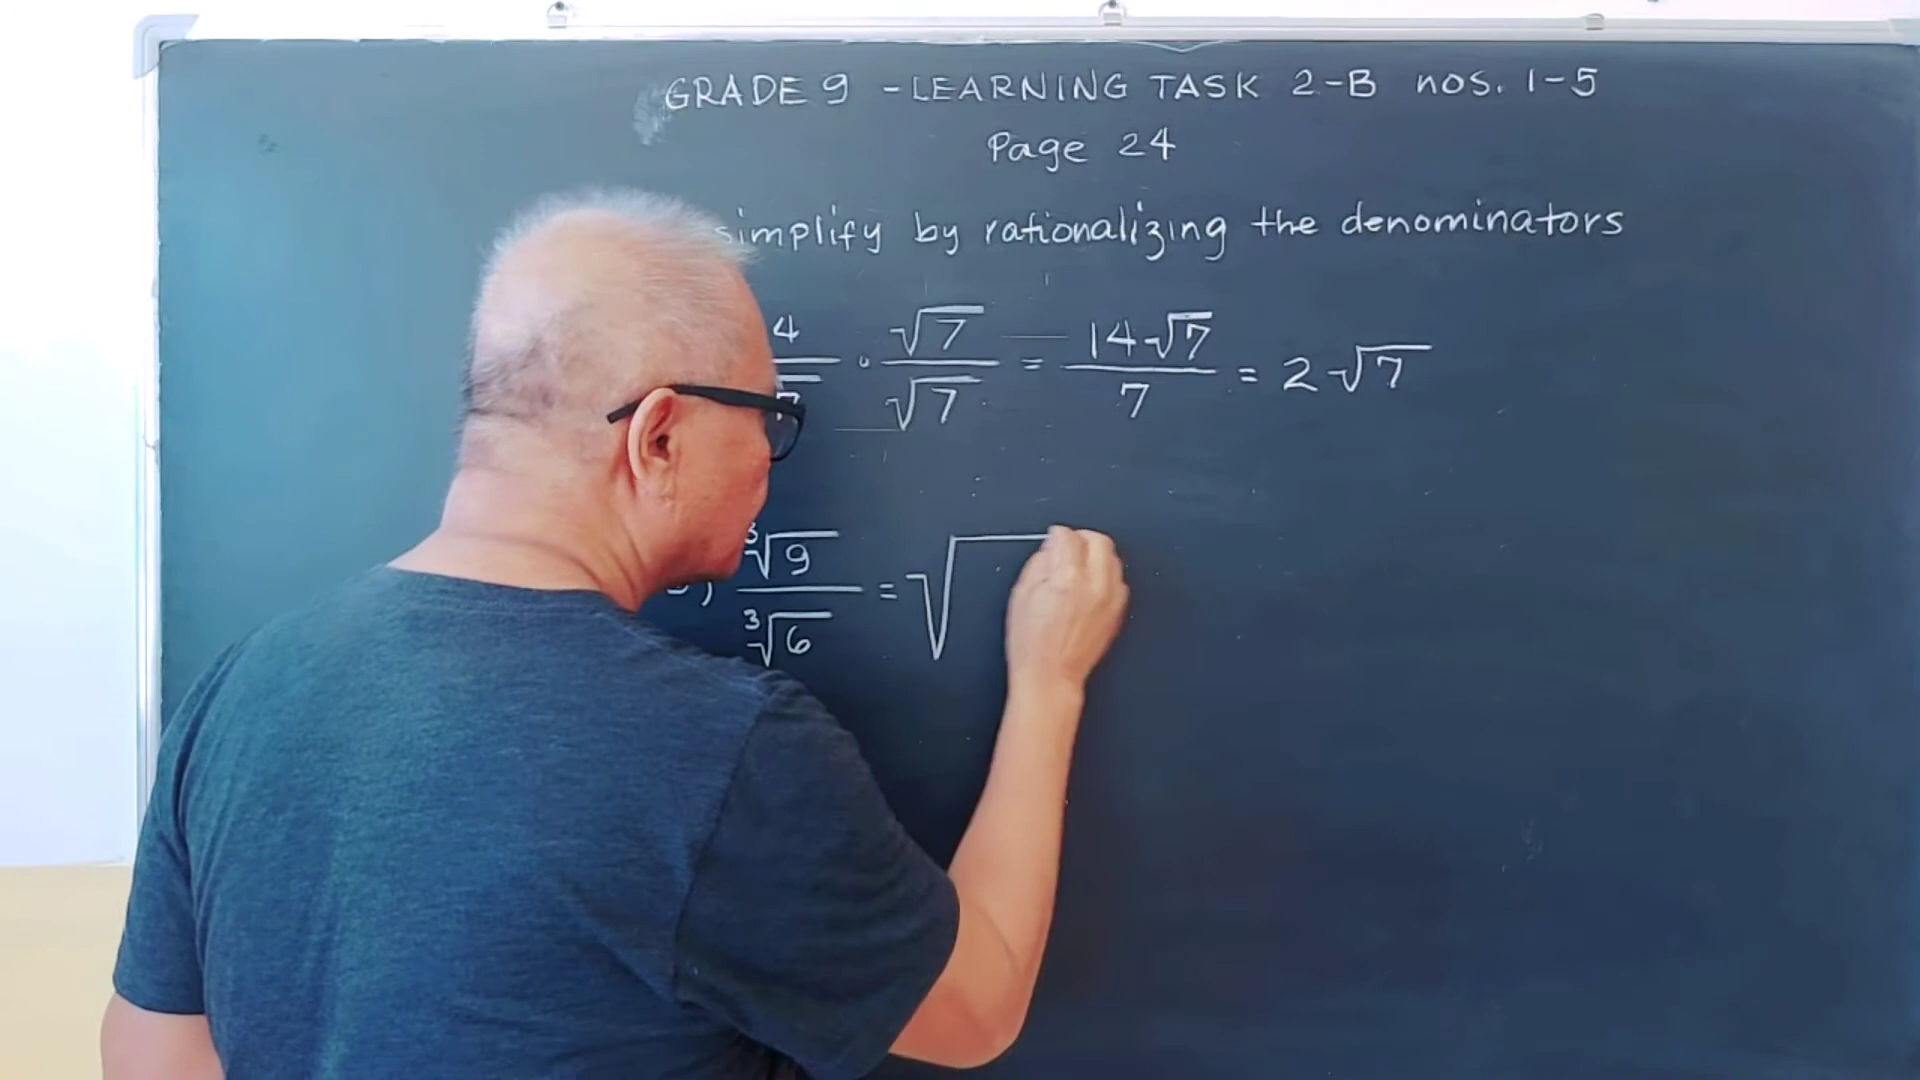 GRADE 9 - LEARNING TASK 2-B nos. 1-5
Page 24
simplify by rationalizing the denominators
4/√7 · √7/√7 = 14√7/7 = 2√7
) ∛9/∛6 = √